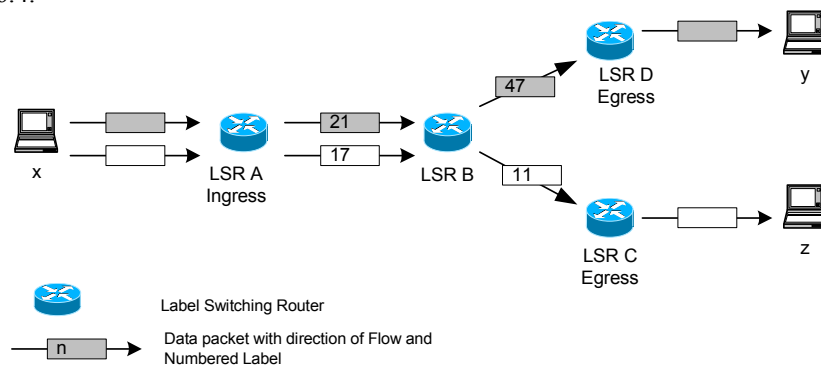 47
LSR D
Egress
y
21
17
x
LSR A
Ingress
LSR B
11
LSR C
Egress
z
Label Switching Router
n
Data packet with direction of Flow and
Numbered Label